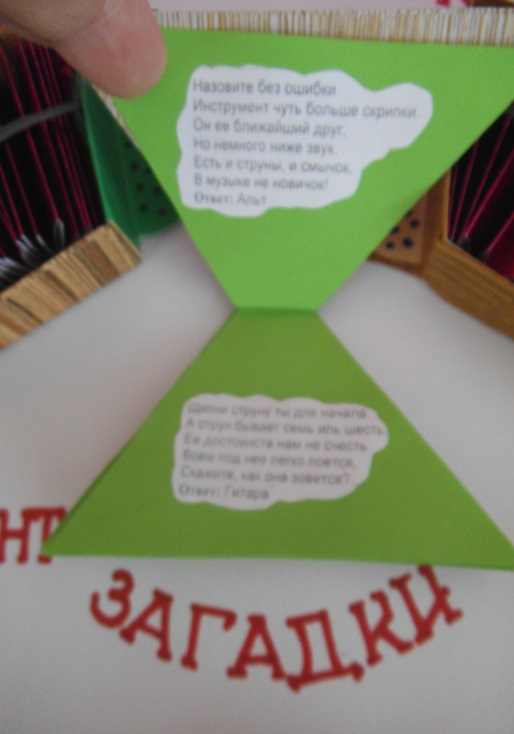 Назовите без ошибки
Инструмент чуть больше скрипки.
Он ее ближайший друг,
Но немного ниже звук.
Есть и струны, и смычок,
В музыке не новичок!
Ответ: Альт
Щипни струну ты для начала.
А струн бывает семь иль шесть,
Её достоинств нам не счесть
Всем под нее легко поется,
Скажите, как она зовется?
Ответ: Гитара
НТ
ЗАГАДКИ